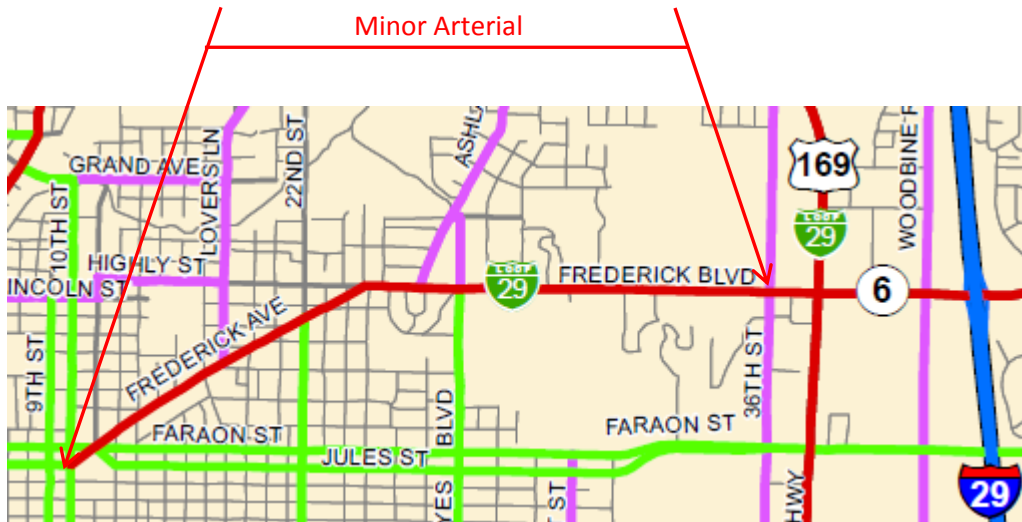 Minor Arterial
GRAND AVE
LOVERS LN
22ND ST
ASHL
169
LOOP
29
WOODBINE
10TH ST
HIGHLY ST
INCOLN ST
LOOP
29
FREDERICK BLVD
6
FREDERICK AVE
9TH ST
36TH ST
FARAON ST
FARAON ST
JULES ST
YES BLVD
ST
HWY
29